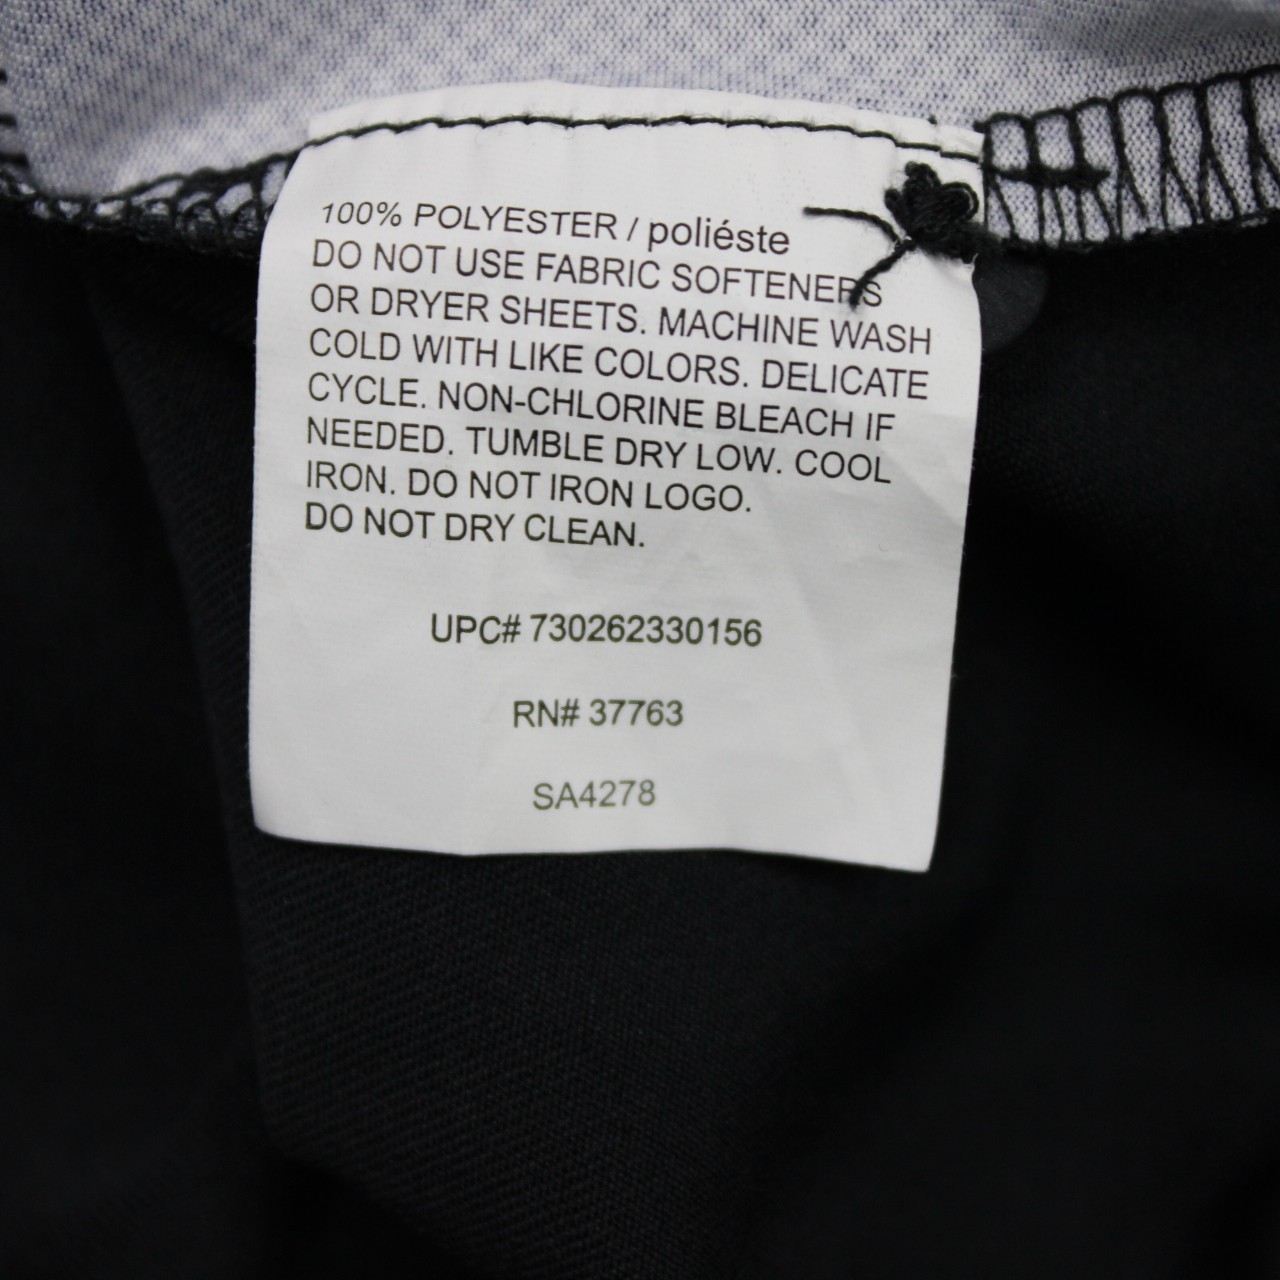 100% POLYESTER / poliéste
DO NOT USE FABRIC SOFTENERS
OR DRYER SHEETS. MACHINE WASH
COLD WITH LIKE COLORS. DELICATE
CYCLE. NON-CHLORINE BLEACH IF
NEEDED. TUMBLE DRY LOW. COOL
IRON. DO NOT IRON LOGO.
DO NOT DRY CLEAN.
UPC# 730262330156
RN# 37763
SA4278